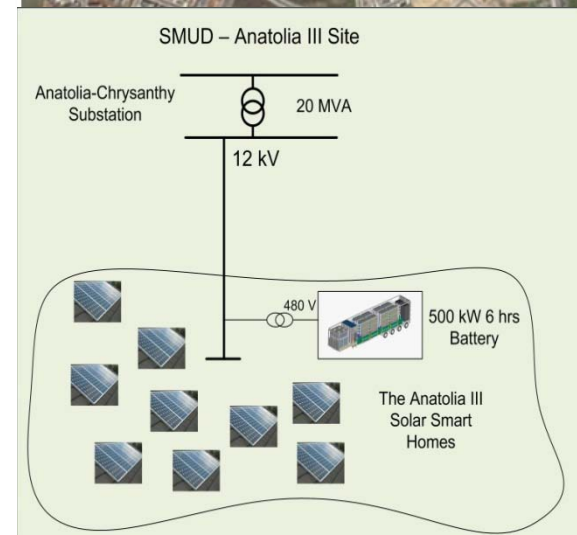 SMUD – Anatolia III Site
Anatolia-Chrysanthy
Substation
20 MVA
12 kV
480 V
500 kW 6 hrs
Battery
The Anatolia III
Solar Smart
Homes